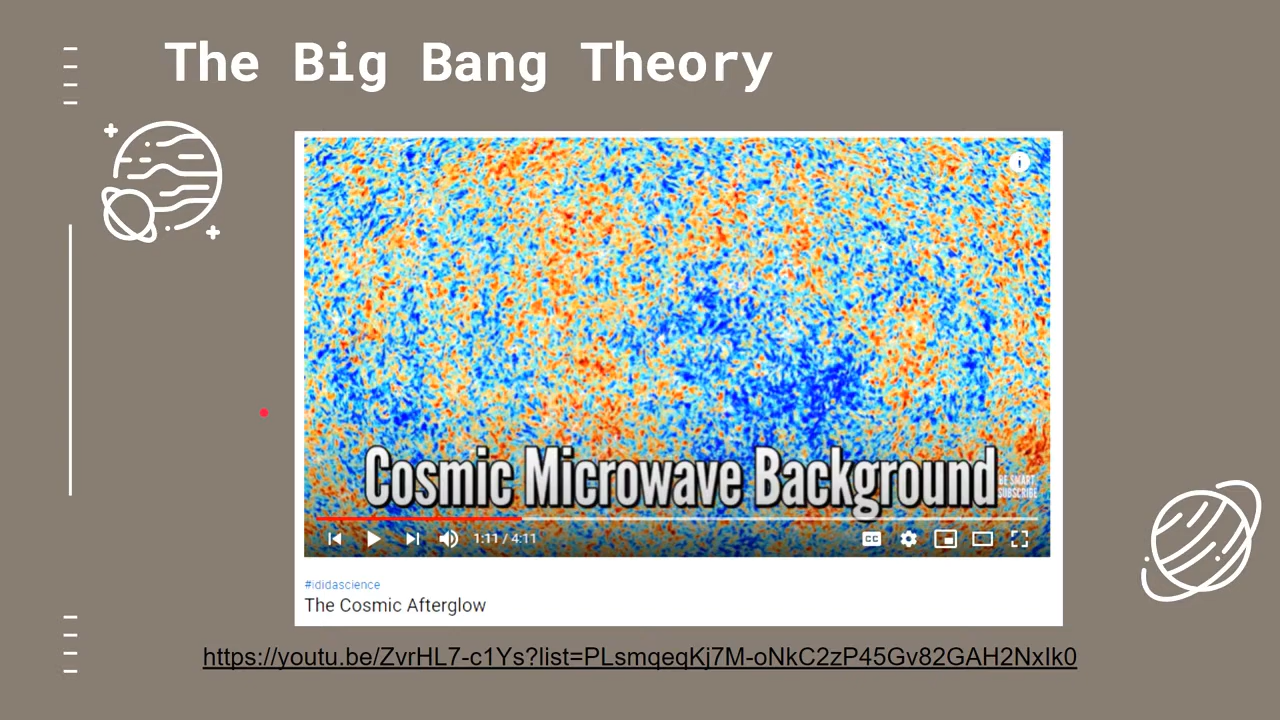 The Big Bang Theory
i
Cosmic Microwave Background
BE SMART
SUBSCRIBE
1:11 / 4:11
CC
#ididascience
The Cosmic Afterglow
https://youtu.be/ZvrHL7-c1Ys?list=PLsmqeqKj7M-oNkC2zP45Gv82GAH2NxIk0